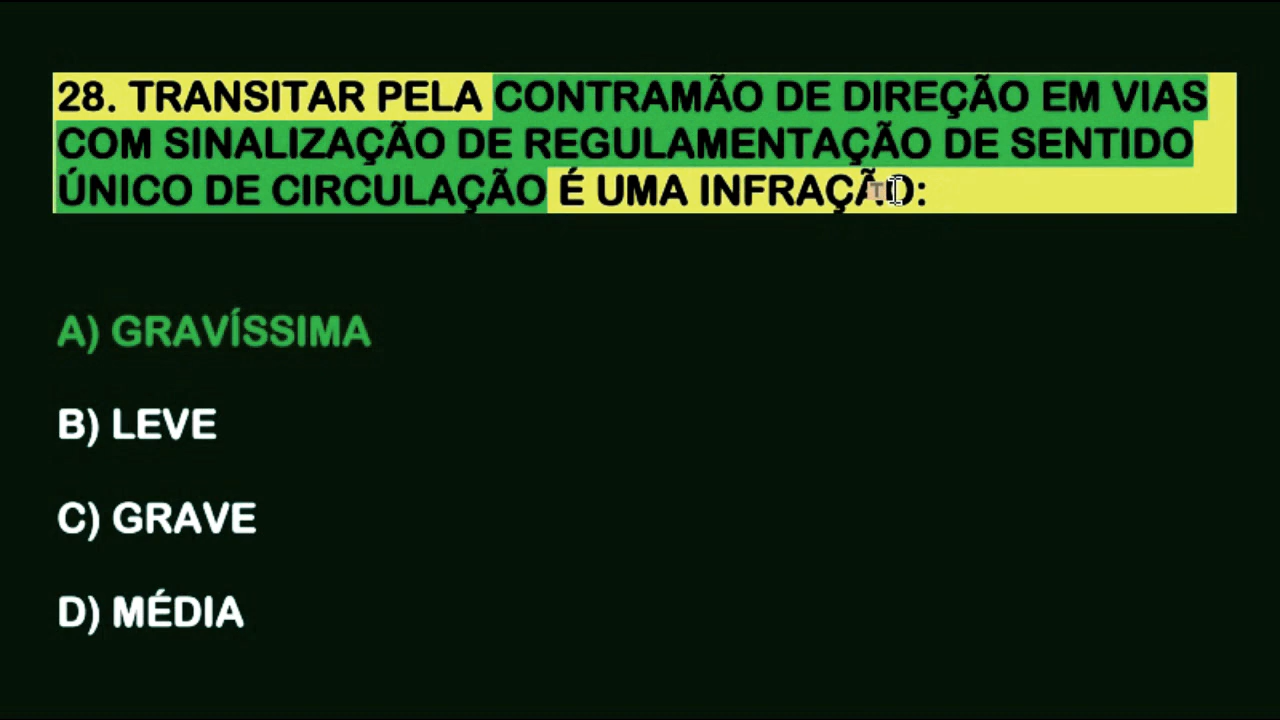 28. TRANSITAR PELA CONTRAMÃO DE DIREÇÃO EM VIAS
COM SINALIZAÇÃO DE REGULAMENTAÇÃO DE SENTIDO
ÚNICO DE CIRCULAÇÃO É UMA INFRAÇÃO:
A) GRAVÍSSIMA
B) LEVE
C) GRAVE
D) MÉDIA